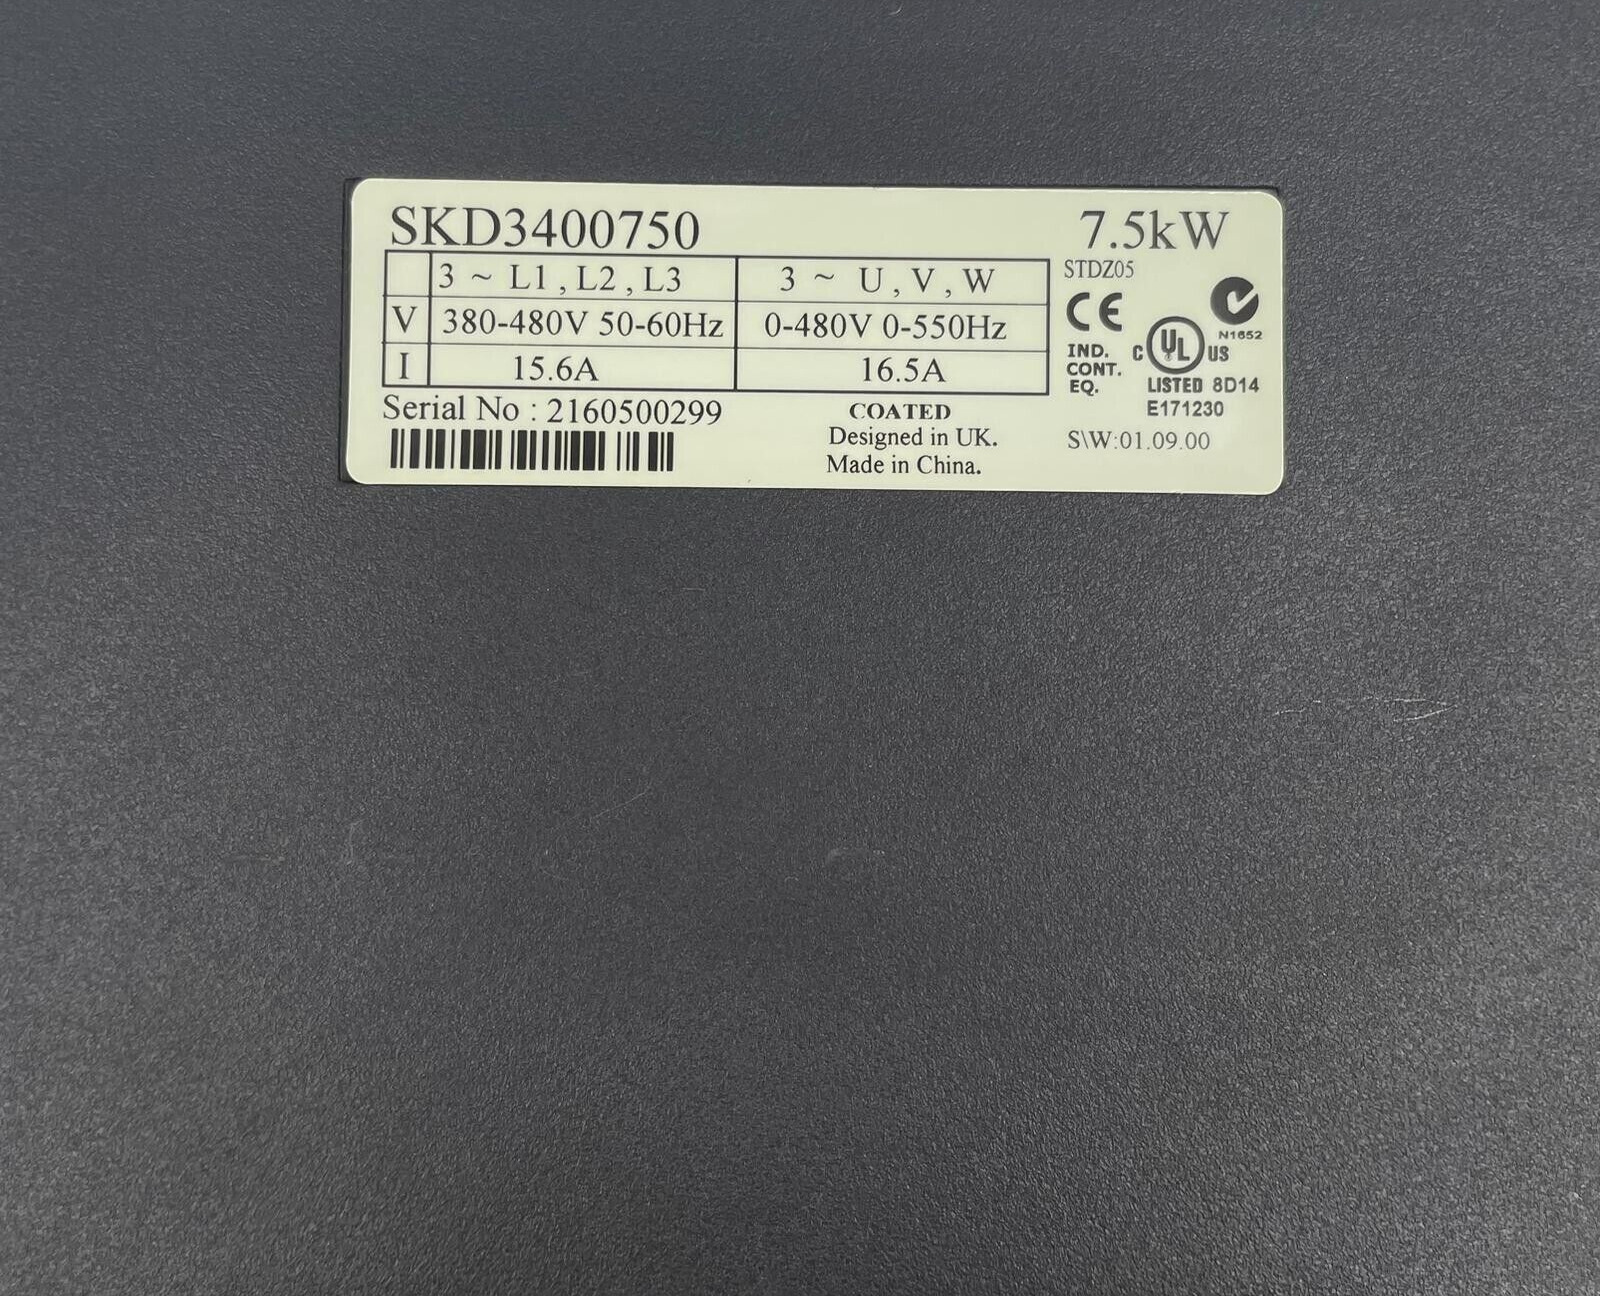 SKD3400750 7.5kW
STDZ05
3 ~ L1 , L2 , L3 3 ~ U , V , W
V 380-480V 50-60Hz 0-480V 0-550Hz
I 15.6A 16.5A
CE
N1652
IND.
CONT.
EQ.
C UL US
LISTED 8D14
E171230
Serial No : 2160500299
COATED
Designed in UK.
Made in China.
S\W:01.09.00